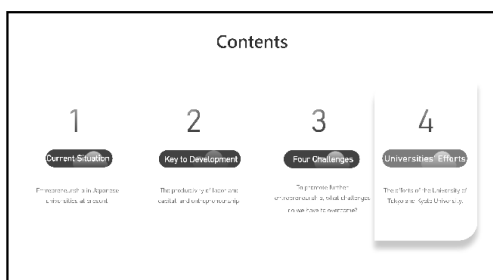 Contents
1
2
3
4
Current Situation
Key to Development
Four Challenges
Universities' Efforts
Entrepreneurship in Japanese
universities at present
The productivity of labor and
capital, and entrepreneurship
To promote further
entrepreneurship, what challenges
do we have to overcome?
The efforts of the University of
Tokyo and Kyoto University.